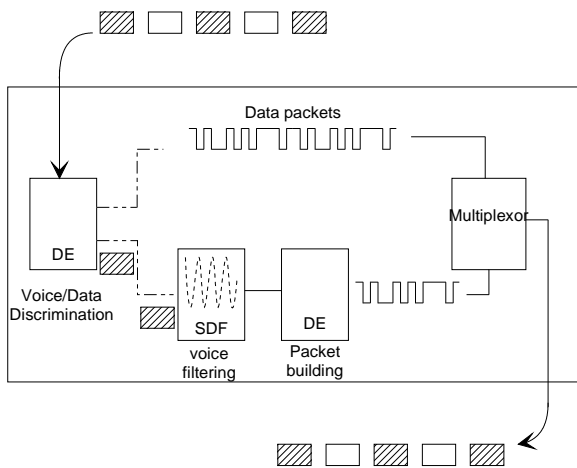 Data packets
Multiplexor
DE
Voice/Data
Discrimination
SDF
voice
filtering
DE
Packet
building